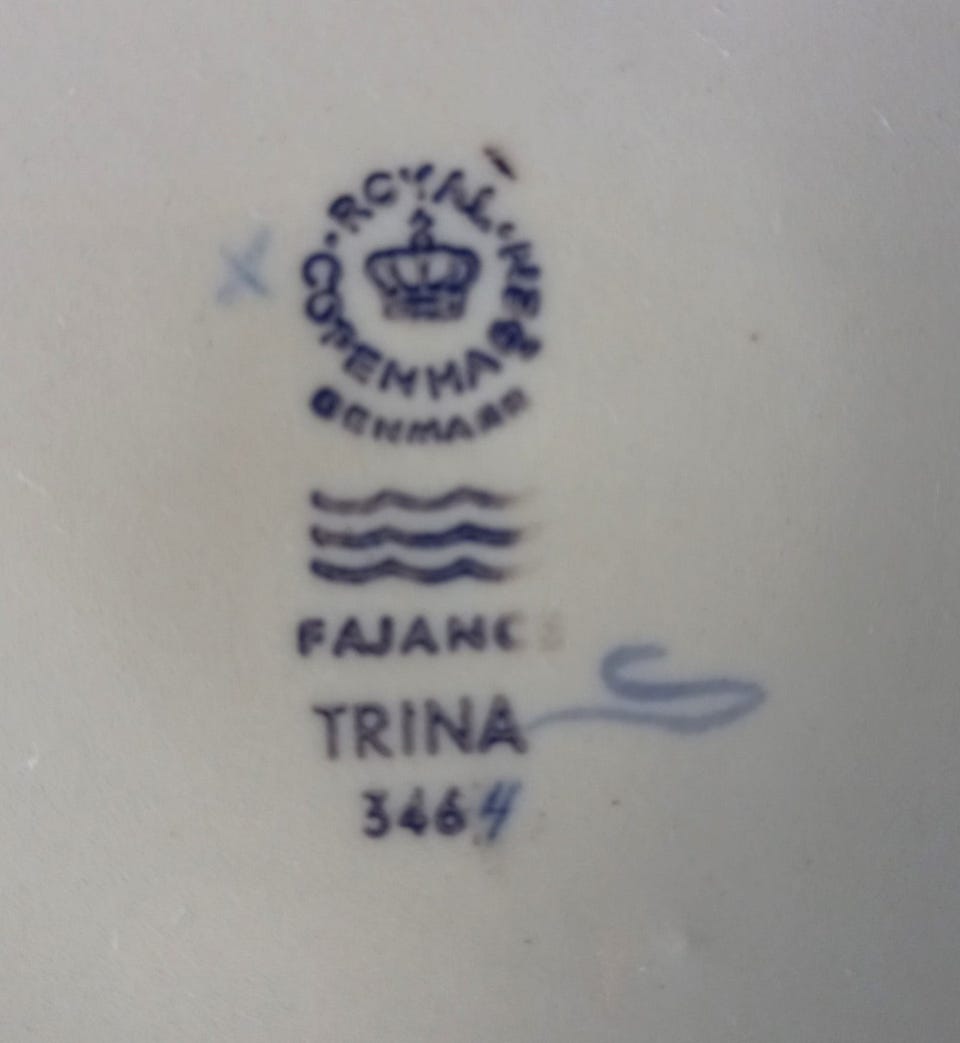 X
· ROYAL ·
COPENHAGEN
DENMARK
FAJANCE
TRINA
3464